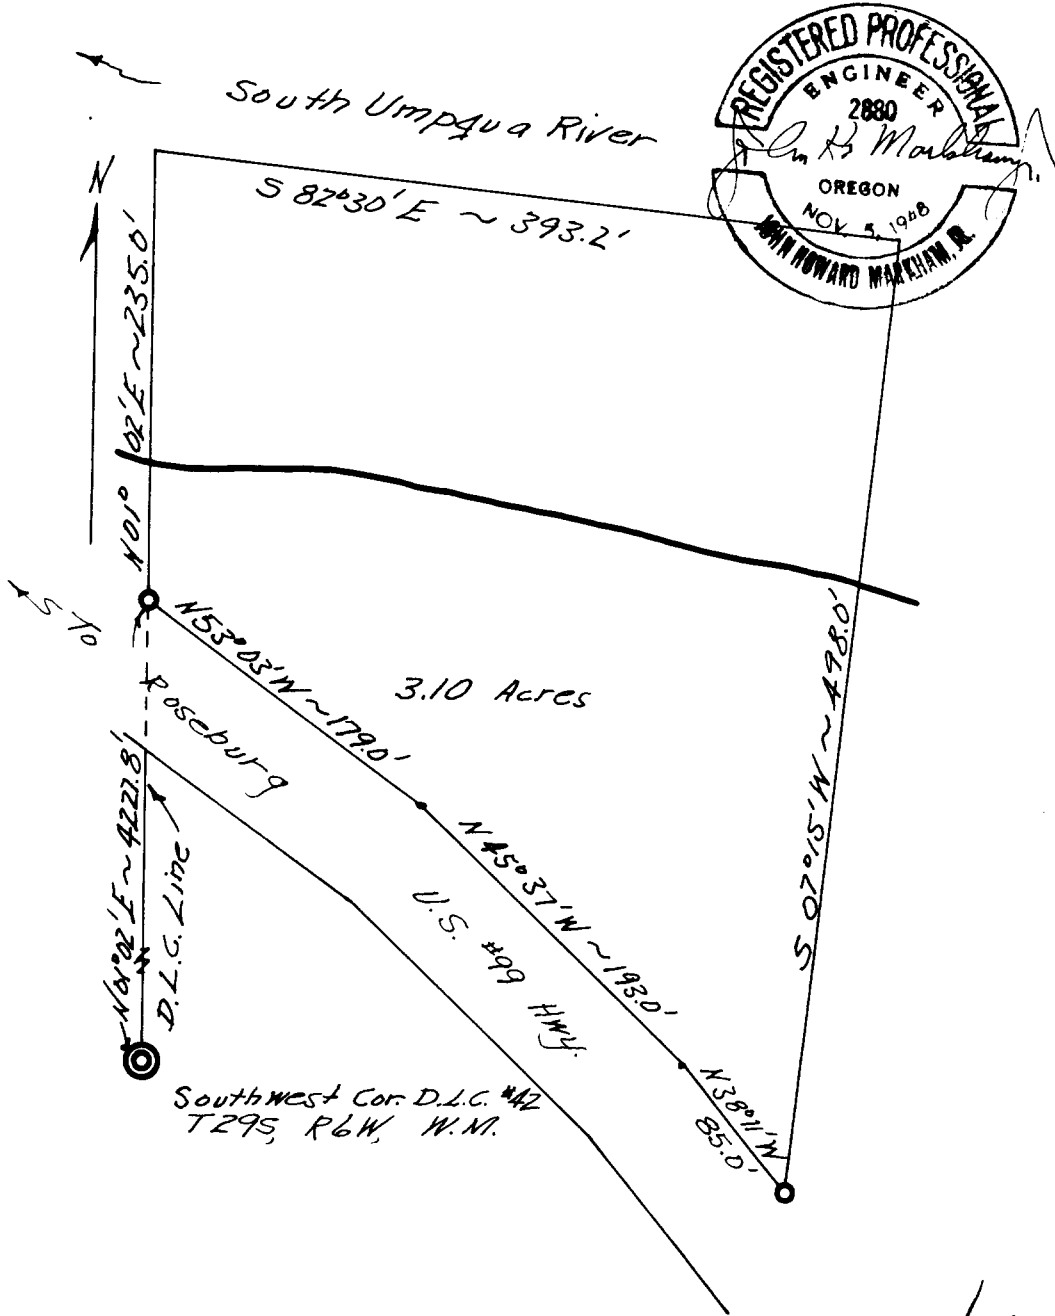 REGISTERED PROFESSIONAL
ENGINEER
2880
OREGON
NOV. 5, 1948
JOHN HOWARD MARKHAM, JR.
South Umpqua River
N
S 82°30' E ~ 393.2'
N 01° 02' E ~ 235.0'
To
Roseburg
N 53°03' W ~ 179.0'
3.10 Acres
S 07°15' W ~ 498.0'
N 45°37' W ~ 193.0'
U.S. #99 Hwy.
N 01°02' E ~ 4227.8'
D.L.C. Line
N 38°11' W
85.0'
Southwest Cor. D.L.C. #42
T29S, R6W, W.M.